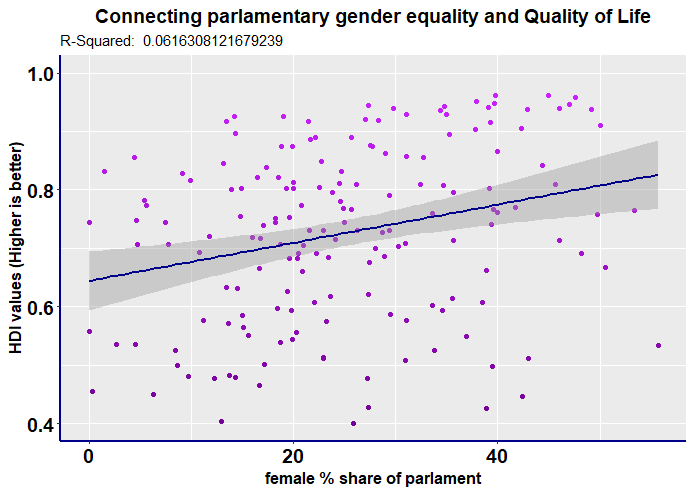 Connecting parlamentary gender equality and Quality of Life
R-Squared:  0.0616308121679239
HDI values (Higher is better)
1.0
0.8
0.6
0.4
0
20
40
female % share of parlament